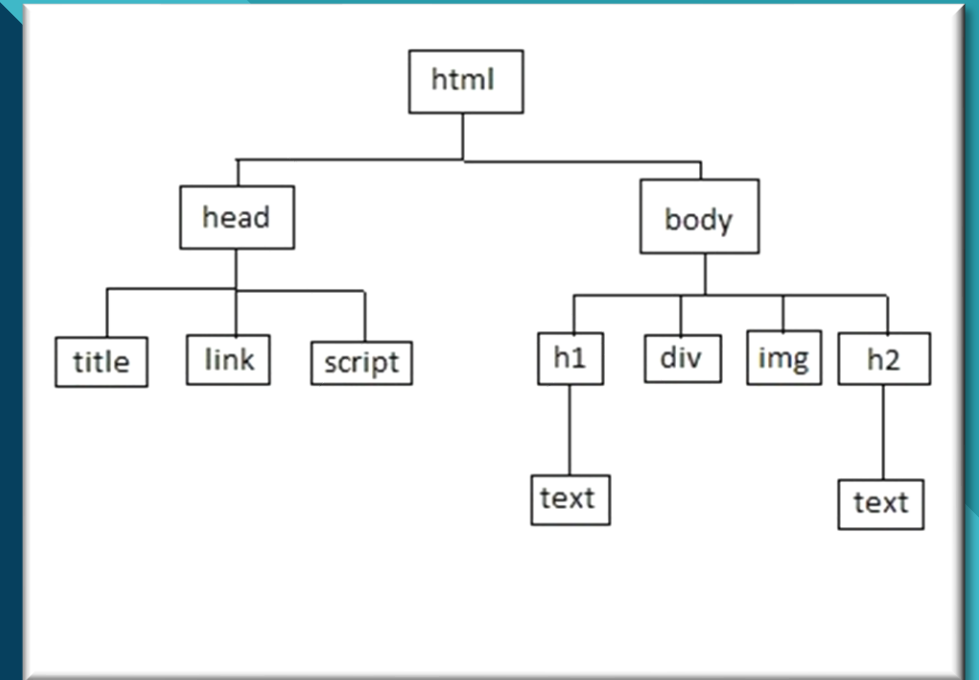 html
head
body
title
link
script
h1
div
img
h2
text
text